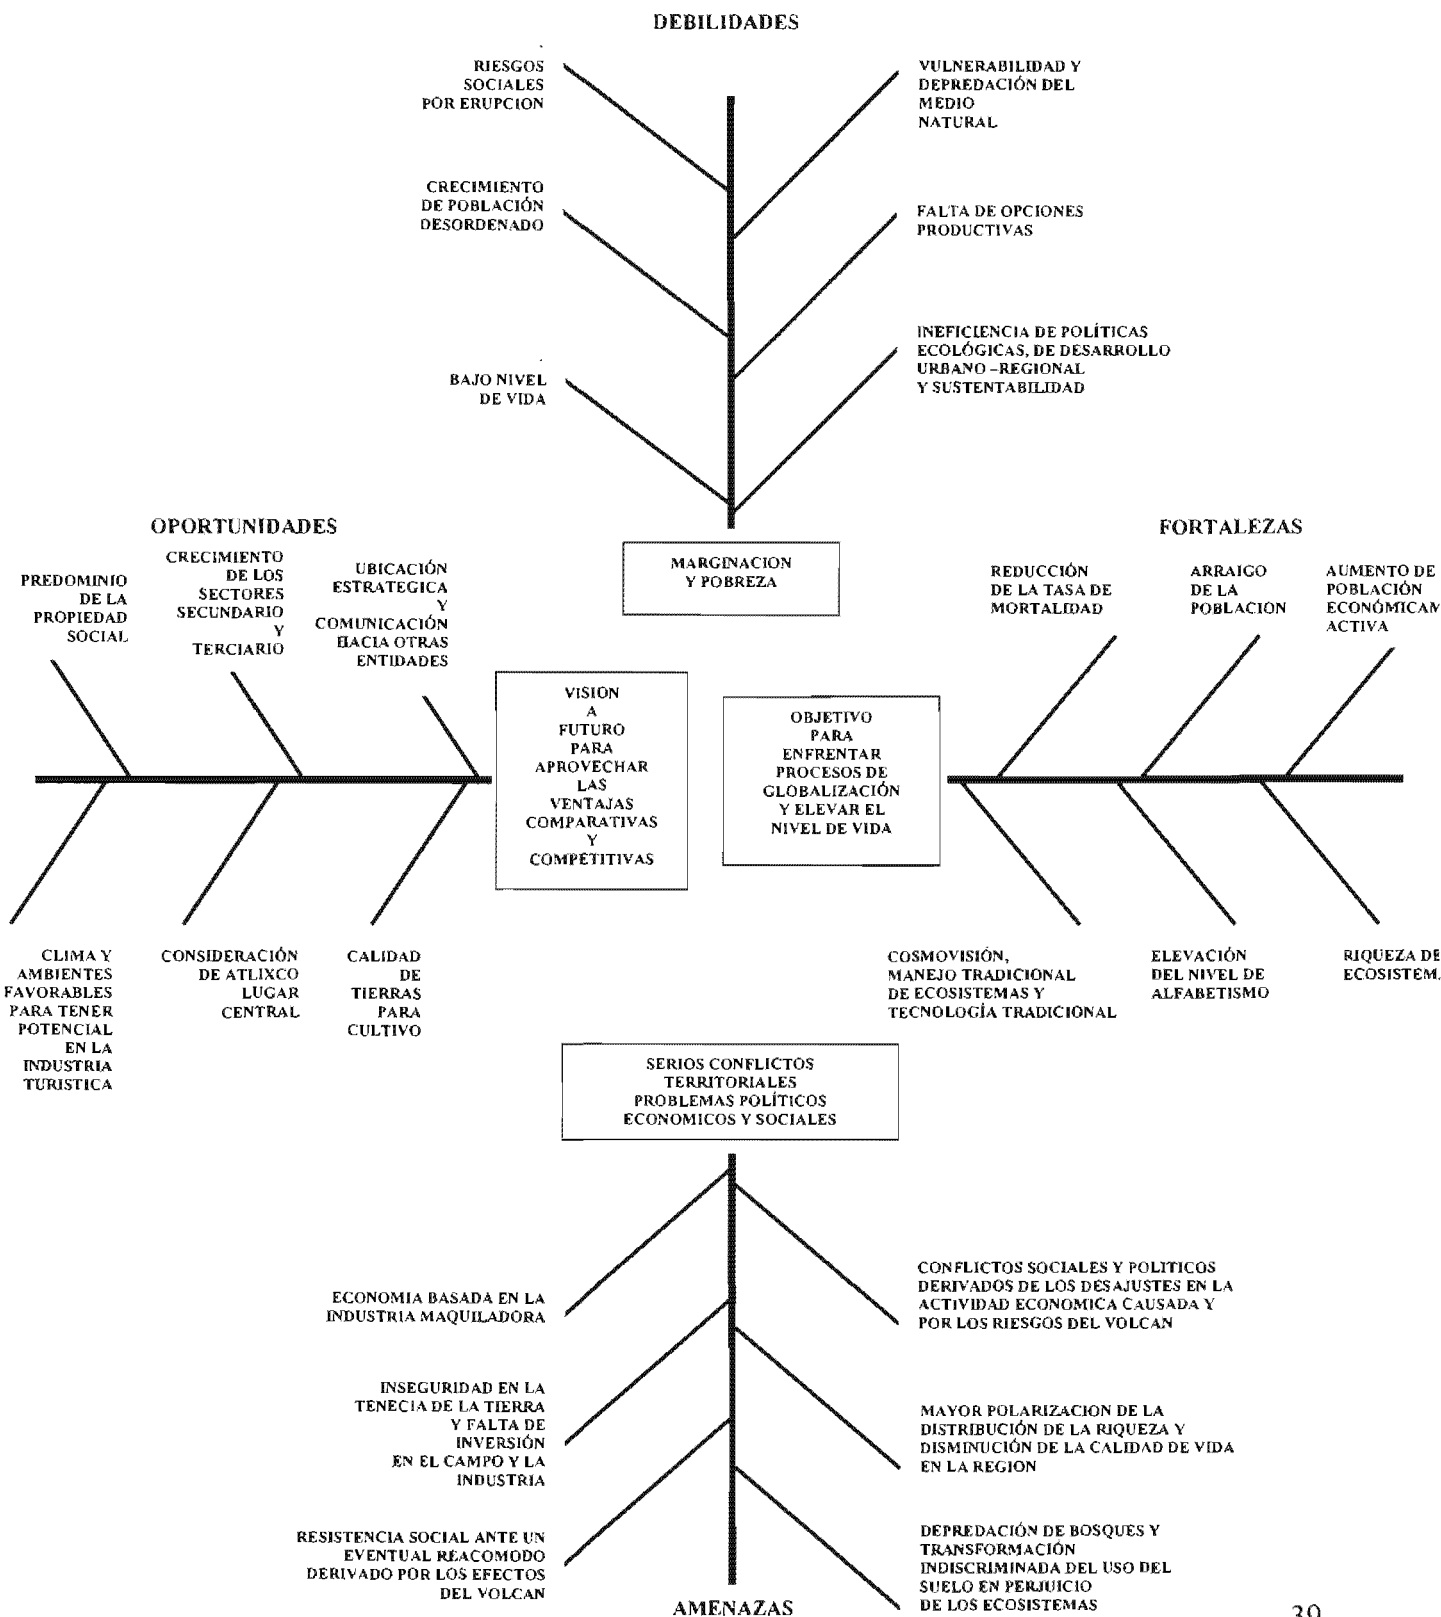 DEBILIDADES
RIESGOS
SOCIALES
POR ERUPCION
VULNERABILIDAD Y
DEPREDACIÓN DEL
MEDIO
NATURAL
CRECIMIENTO
DE POBLACIÓN
DESORDENADO
FALTA DE OPCIONES
PRODUCTIVAS
BAJO NIVEL
DE VIDA
INEFICIENCIA DE POLÍTICAS
ECOLÓGICAS, DE DESARROLLO
URBANO –REGIONAL
Y SUSTENTABILIDAD
MARGINACION
Y POBREZA
OPORTUNIDADES
PREDOMINIO
DE LA
PROPIEDAD
SOCIAL
CRECIMIENTO
DE LOS
SECTORES
SECUNDARIO
Y
TERCIARIO
UBICACIÓN
ESTRATEGICA
Y
COMUNICACIÓN
HACIA OTRAS
ENTIDADES
VISION
A
FUTURO
PARA
APROVECHAR
LAS
VENTAJAS
COMPARATIVAS
Y
COMPETITIVAS
CLIMA Y
AMBIENTES
FAVORABLES
PARA TENER
POTENCIAL
EN LA
INDUSTRIA
TURISTICA
CONSIDERACIÓN
DE ATLIXCO
LUGAR
CENTRAL
CALIDAD
DE
TIERRAS
PARA
CULTIVO
FORTALEZAS
REDUCCIÓN
DE LA TASA DE
MORTALIDAD
ARRAIGO
DE LA
POBLACION
AUMENTO DE
POBLACIÓN
ECONÓMICAM
ACTIVA
OBJETIVO
PARA
ENFRENTAR
PROCESOS DE
GLOBALIZACIÓN
Y ELEVAR EL
NIVEL DE VIDA
COSMOVISIÓN,
MANEJO TRADICIONAL
DE ECOSISTEMAS Y
TECNOLOGÍA TRADICIONAL
ELEVACIÓN
DEL NIVEL DE
ALFABETISMO
RIQUEZA DE
ECOSISTEM
SERIOS CONFLICTOS
TERRITORIALES
PROBLEMAS POLÍTICOS
ECONOMICOS Y SOCIALES
ECONOMIA BASADA EN LA
INDUSTRIA MAQUILADORA
CONFLICTOS SOCIALES Y POLITICOS
DERIVADOS DE LOS DESAJUSTES EN LA
ACTIVIDAD ECONOMICA CAUSADA Y
POR LOS RIESGOS DEL VOLCAN
INSEGURIDAD EN LA
TENECIA DE LA TIERRA
Y FALTA DE
INVERSIÓN
EN EL CAMPO Y LA
INDUSTRIA
MAYOR POLARIZACION DE LA
DISTRIBUCIÓN DE LA RIQUEZA Y
DISMINUCIÓN DE LA CALIDAD DE VIDA
EN LA REGION
RESISTENCIA SOCIAL ANTE UN
EVENTUAL REACOMODO
DERIVADO POR LOS EFECTOS
DEL VOLCAN
DEPREDACIÓN DE BOSQUES Y
TRANSFORMACIÓN
INDISCRIMINADA DEL USO DEL
SUELO EN PERJUICIO
DE LOS ECOSISTEMAS
AMENAZAS